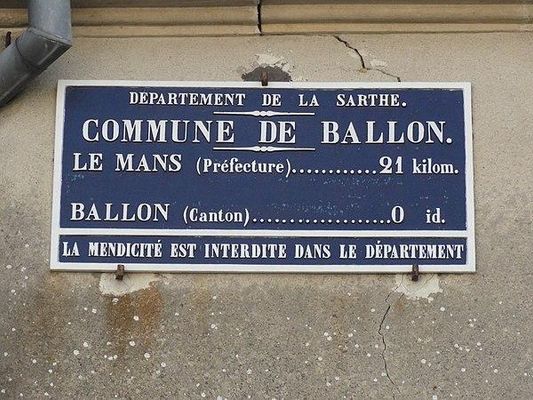 DÉPARTEMENT DE LA SARTHE.
COMMUNE DE BALLON.
LE MANS (Préfecture)............21 kilom.
BALLON (Canton)....................0 id.
LA MENDICITÉ EST INTERDITE DANS LE DÉPARTEMENT